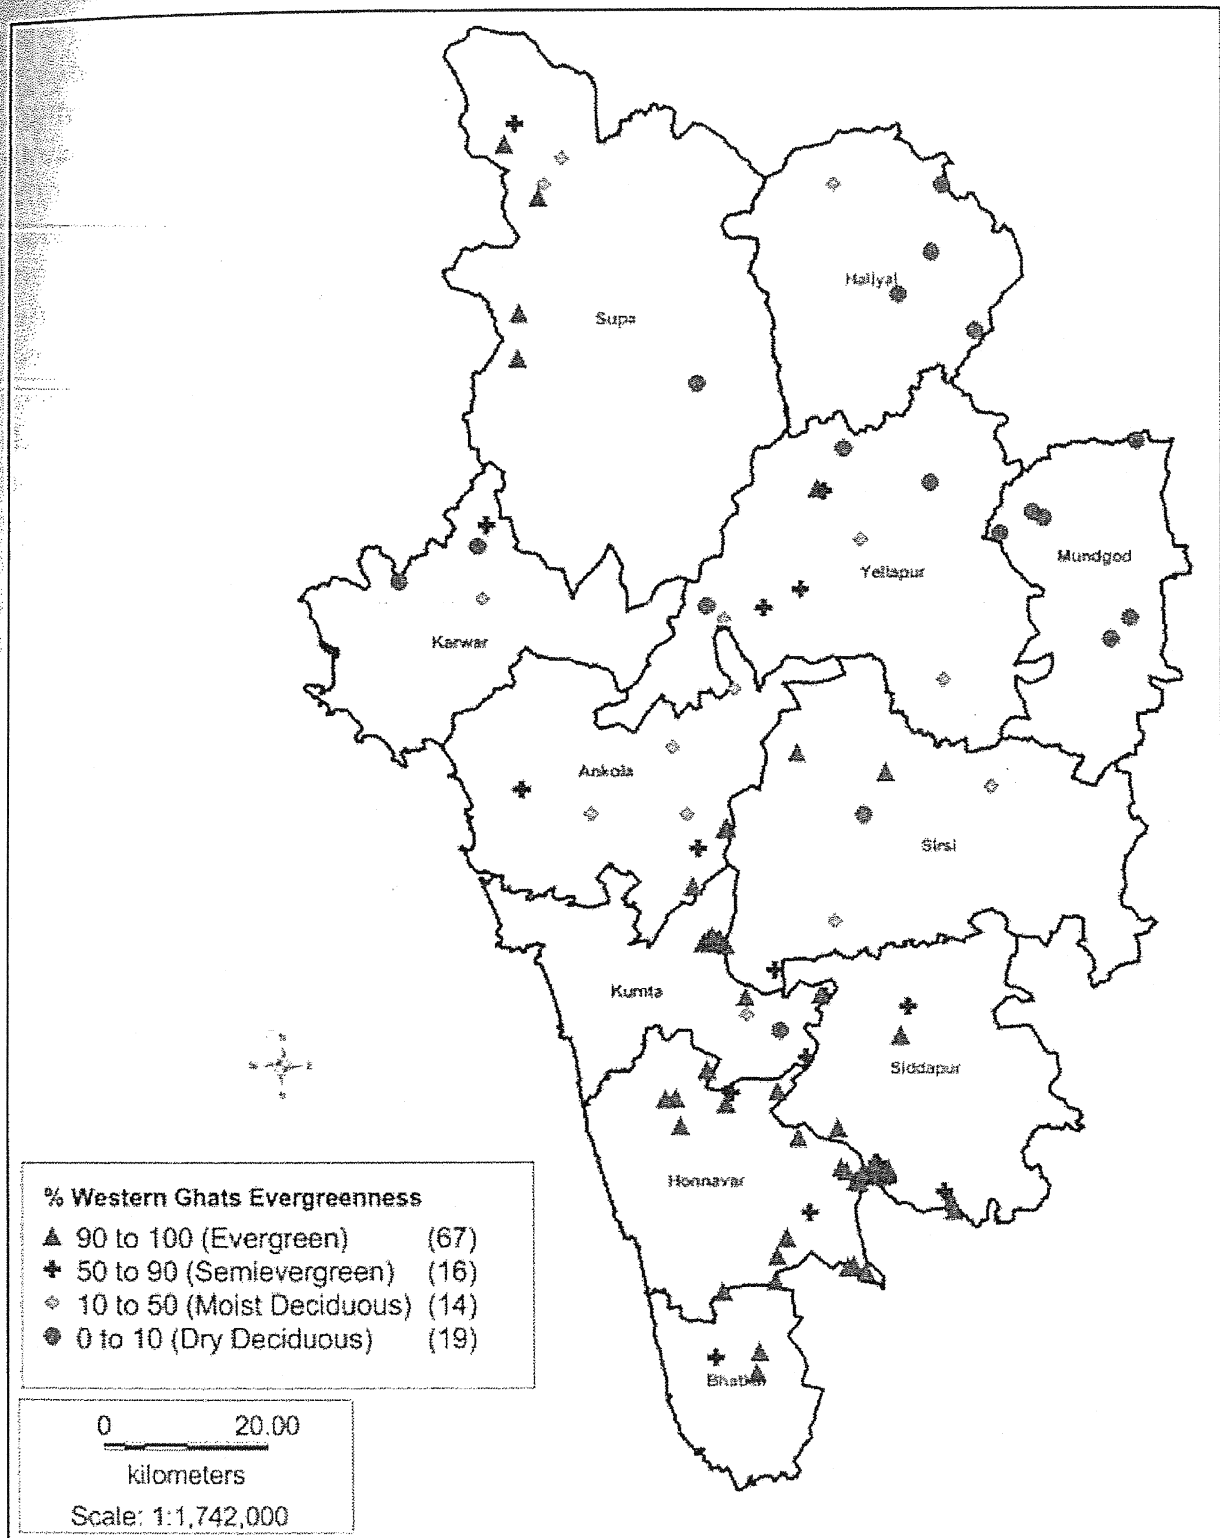 Haliyal
Supa
Mundgod
Yellapur
Karwar
Ankola
Sirsi
Kumta
Siddapur
Honnavar
% Western Ghats Evergreenness
90 to 100 (Evergreen) (67)
50 to 90 (Semievergreen) (16)
10 to 50 (Moist Deciduous) (14)
0 to 10 (Dry Deciduous) (19)
0 20.00
kilometers
Scale: 1:1,742,000